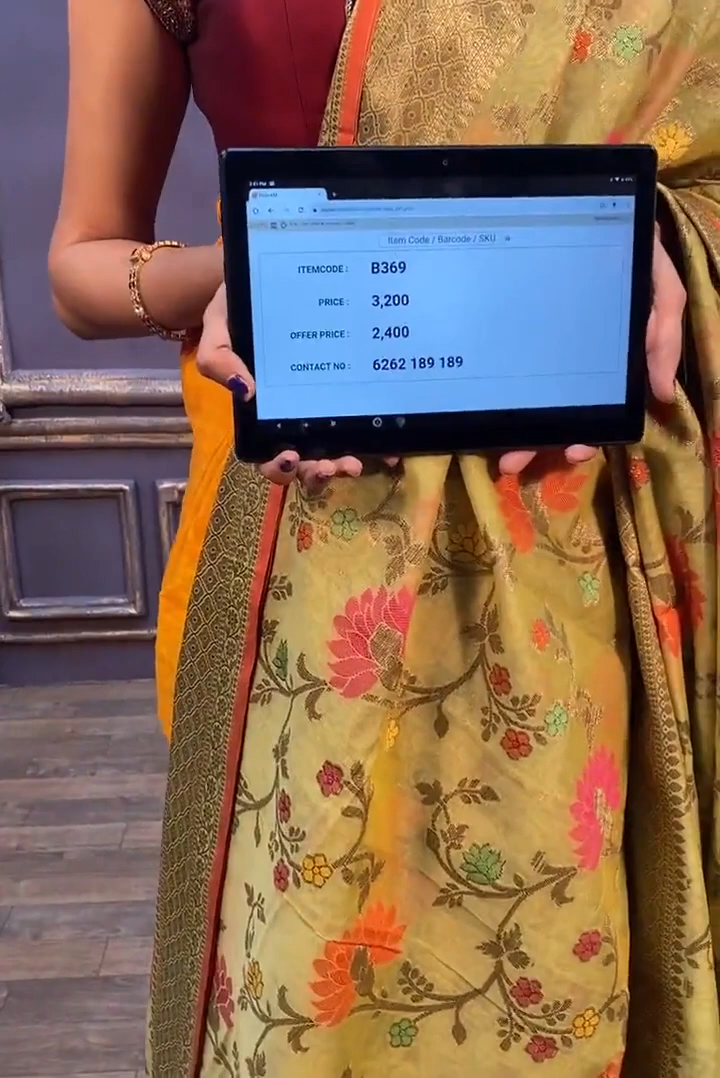 Item Code / Barcode / SKU
ITEMCODE : B369
PRICE : 3,200
OFFER PRICE : 2,400
CONTACT NO : 6262 189 189